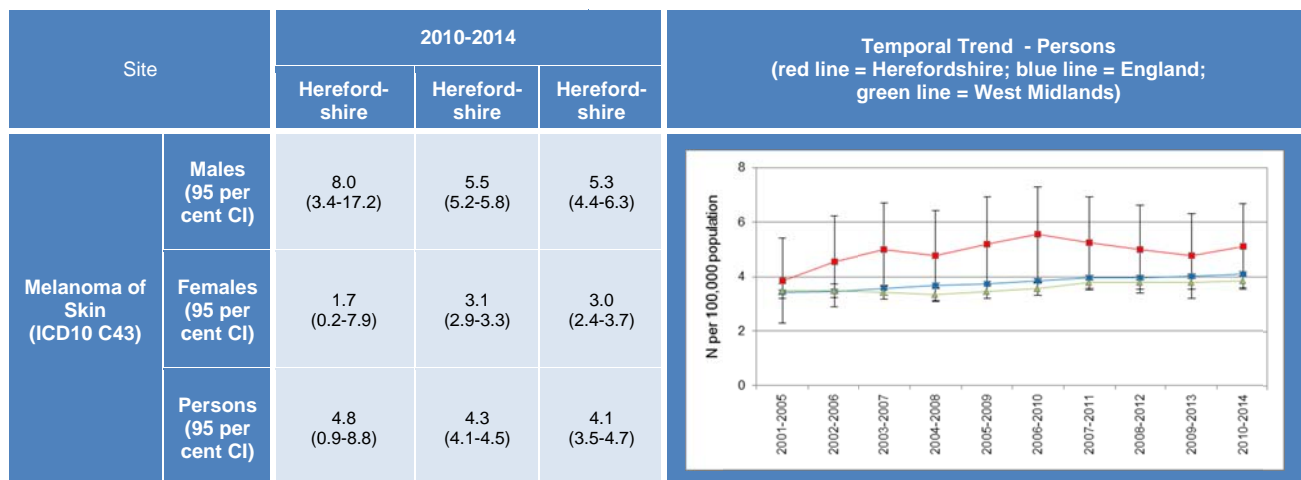 Site
2010-2014
Hereford-
shire
Hereford-
shire
Hereford-
shire
Temporal Trend - Persons
(red line = Herefordshire; blue line = England;
green line = West Midlands)
Melanoma of
Skin
(ICD10 C43)
Males
(95 per
cent CI)
8.0
(3.4-17.2)
5.5
(5.2-5.8)
5.3
(4.4-6.3)
Females
(95 per
cent CI)
1.7
(0.2-7.9)
3.1
(2.9-3.3)
3.0
(2.4-3.7)
Persons
(95 per
cent CI)
4.8
(0.9-8.8)
4.3
(4.1-4.5)
4.1
(3.5-4.7)
N per 100,000 population
8
6
4
2
0
2001-2005
2002-2006
2003-2007
2004-2008
2005-2009
2006-2010
2007-2011
2008-2012
2009-2013
2010-2014